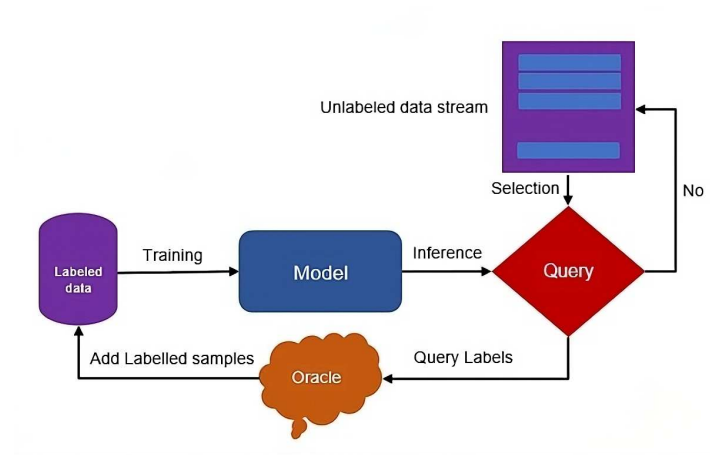 Unlabeled data stream
Selection
No
Labeled
data
Training
Model
Inference
Query
Add Labelled samples
Oracle
Query Labels